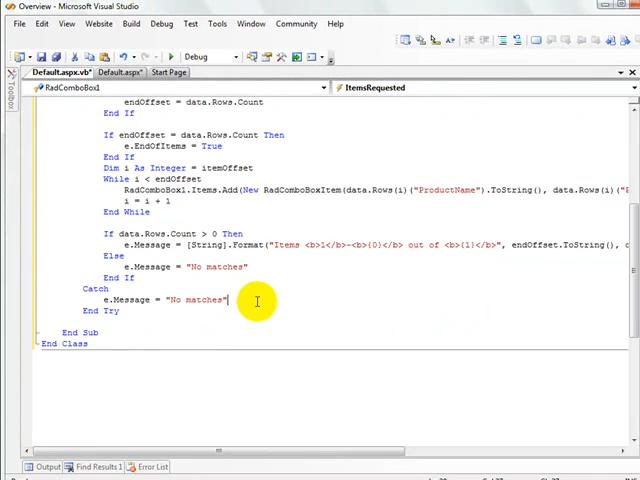 Overview - Microsoft Visual Studio
File Edit View Website Build Debug Tools Test Window Community Help
Debug
Default.aspx.vb* Default.aspx* Start Page
Toolbox
RadComboBox1 ItemsRequested
endOffset = data.Rows.Count
End If
If endOffset = data.Rows.Count Then
e.EndOfItems = True
End If
Dim i As Integer = itemOffset
While i < endOffset
RadComboBox1.Items.Add(New RadComboBoxItem(data.Rows(i)("ProductName").ToString(), data.Rows(i)("P
i = i + 1
End While
If data.Rows.Count > 0 Then
e.Message = [String].Format("Items <b>1</b>-<b>{0}</b> out of <b>{1}</b>", endOffset.ToString(), d
Else
e.Message = "No matches"
End If
Catch
e.Message = "No matches"
End Try
End Sub
End Class
Output Find Results 1 Error List